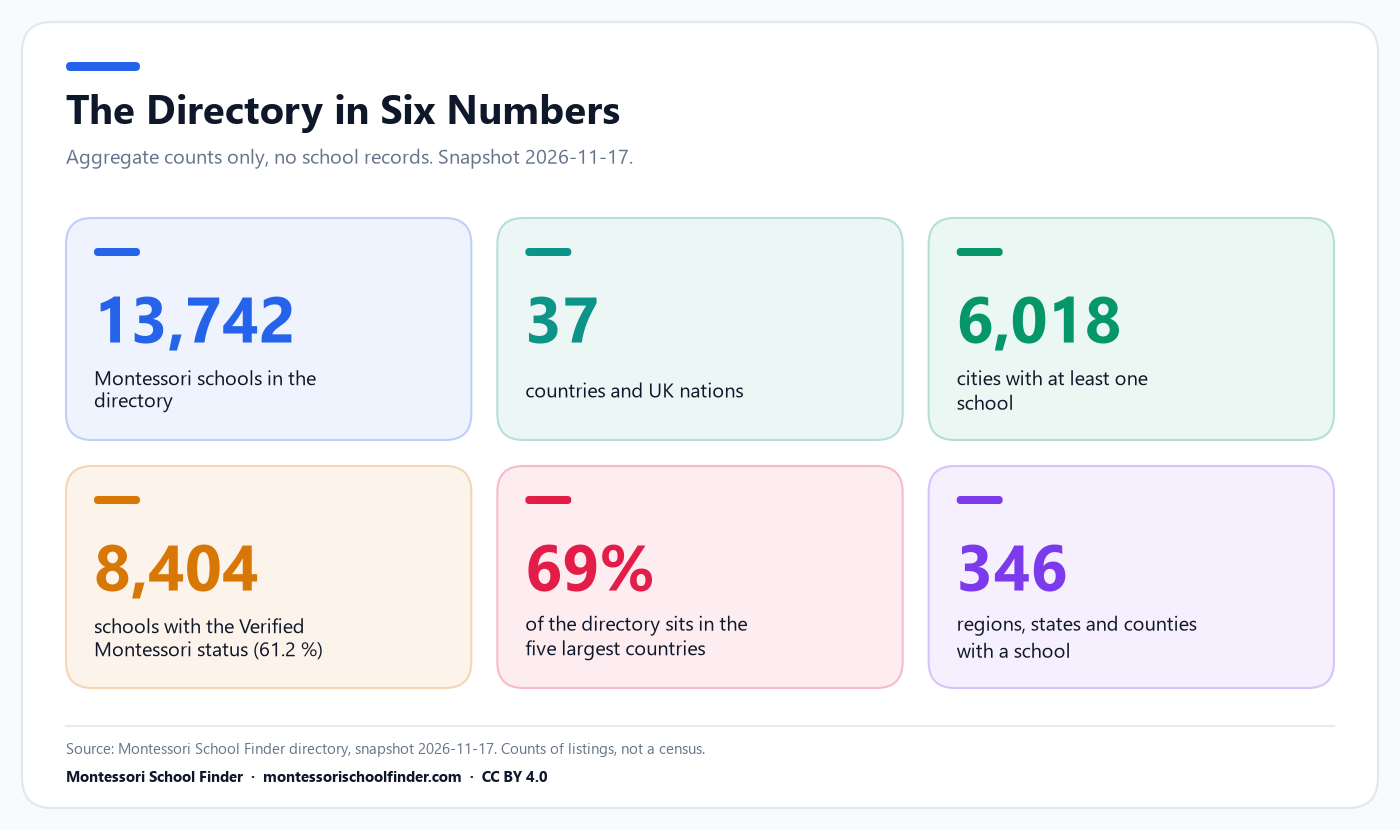 The Directory in Six Numbers
Aggregate counts only, no school records. Snapshot 2026-11-17.
13,742
Montessori schools in the
directory
37
countries and UK nations
6,018
cities with at least one
school
8,404
schools with the Verified
Montessori status (61.2 %)
69%
of the directory sits in the
five largest countries
346
regions, states and counties
with a school
Source: Montessori School Finder directory, snapshot 2026-11-17. Counts of listings, not a census.
Montessori School Finder · montessorischoolfinder.com · CC BY 4.0